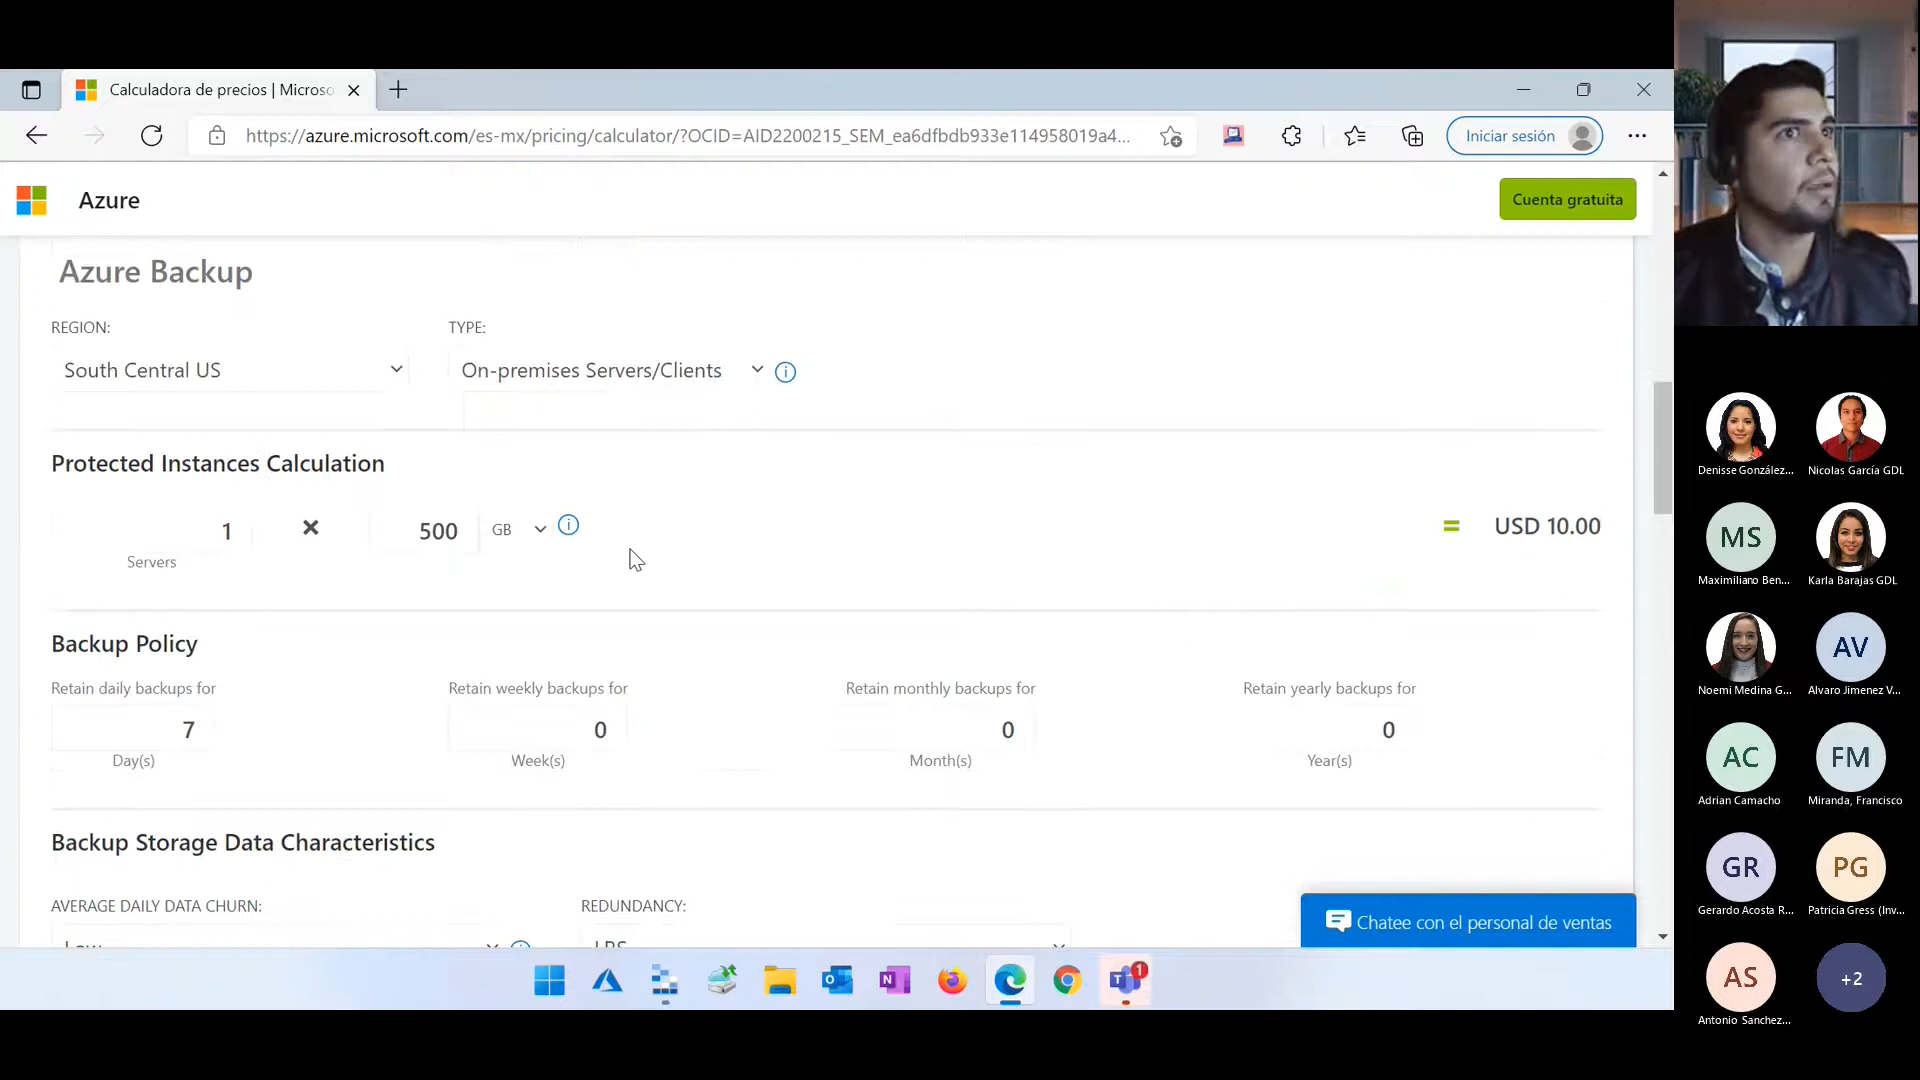 Calculadora de precios | Microso
https://azure.microsoft.com/es-mx/pricing/calculator/?OCID=AID2200215_SEM_ea6dfbdb933e114958019a4...
Iniciar sesión
Azure
Cuenta gratuita
Azure Backup
REGION:
TYPE:
South Central US
On-premises Servers/Clients
Protected Instances Calculation
1
500
GB
= USD 10.00
Servers
Backup Policy
Retain daily backups for
Retain weekly backups for
Retain monthly backups for
Retain yearly backups for
7
0
0
0
Day(s)
Week(s)
Month(s)
Year(s)
Backup Storage Data Characteristics
AVERAGE DAILY DATA CHURN:
REDUNDANCY:
Low
LRS
Chatee con el personal de ventas
1
Denisse González...
Nicolas García GDL
MS
Maximiliano Ben...
Karla Barajas GDL
Noemi Medina G...
AV
Alvaro Jimenez V...
AC
Adrian Camacho
FM
Miranda, Francisco
GR
Gerardo Acosta R...
PG
Patricia Gress (Inv...
AS
Antonio Sanchez...
+2